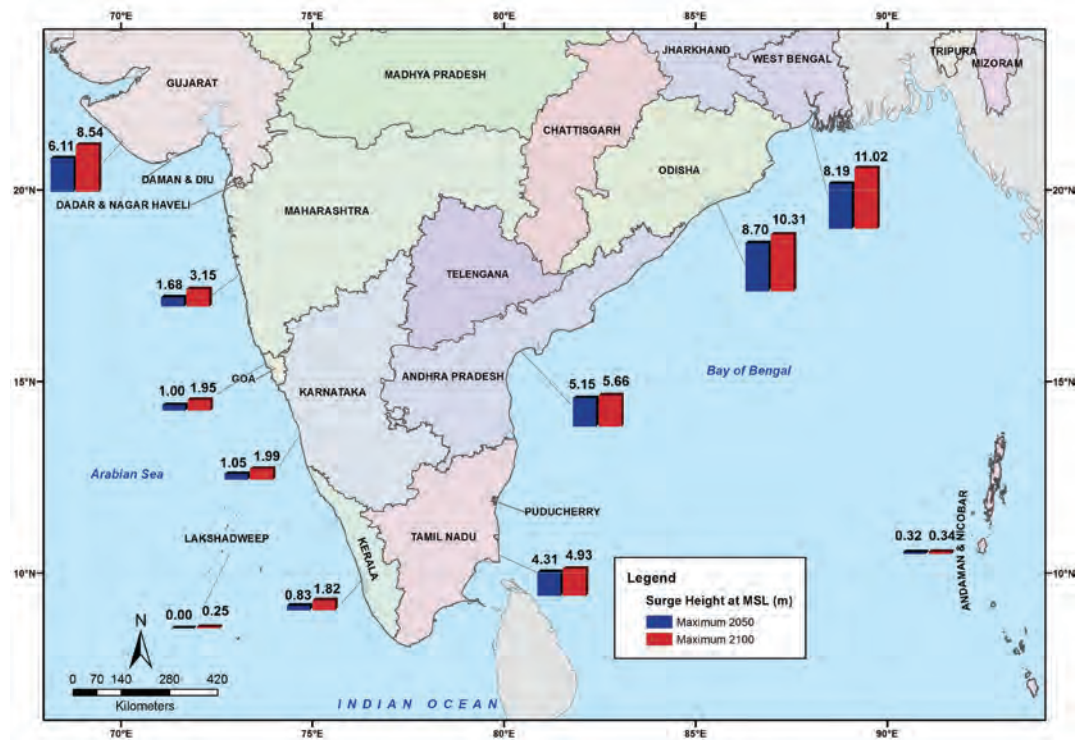 70°E
75°E
80°E
85°E
90°E
JHARKHAND
WEST BENGAL
TRIPURA
MIZORAM
MADHYA PRADESH
GUJARAT
CHATTISGARH
6.11
8.54
ODISHA
8.19
11.02
DAMAN & DIU
20°N
20°N
DADAR & NAGAR HAVELI
MAHARASHTRA
8.70
10.31
TELENGANA
1.68
3.15
Bay of Bengal
GOA
ANDHRA PRADESH
KARNATAKA
15°N
15°N
1.00
1.95
5.15
5.66
Arabian Sea
1.05
1.99
PUDUCHERRY
LAKSHADWEEP
TAMIL NADU
KERALA
0.32
0.34
ANDAMAN & NICOBAR
10°N
10°N
4.31
4.93
0.83
1.82
0.00
0.25
Legend
Surge Height at MSL (m)
Maximum 2050
Maximum 2100
N
0 70 140 280 420
Kilometers
INDIAN OCEAN
70°E
75°E
80°E
85°E
90°E